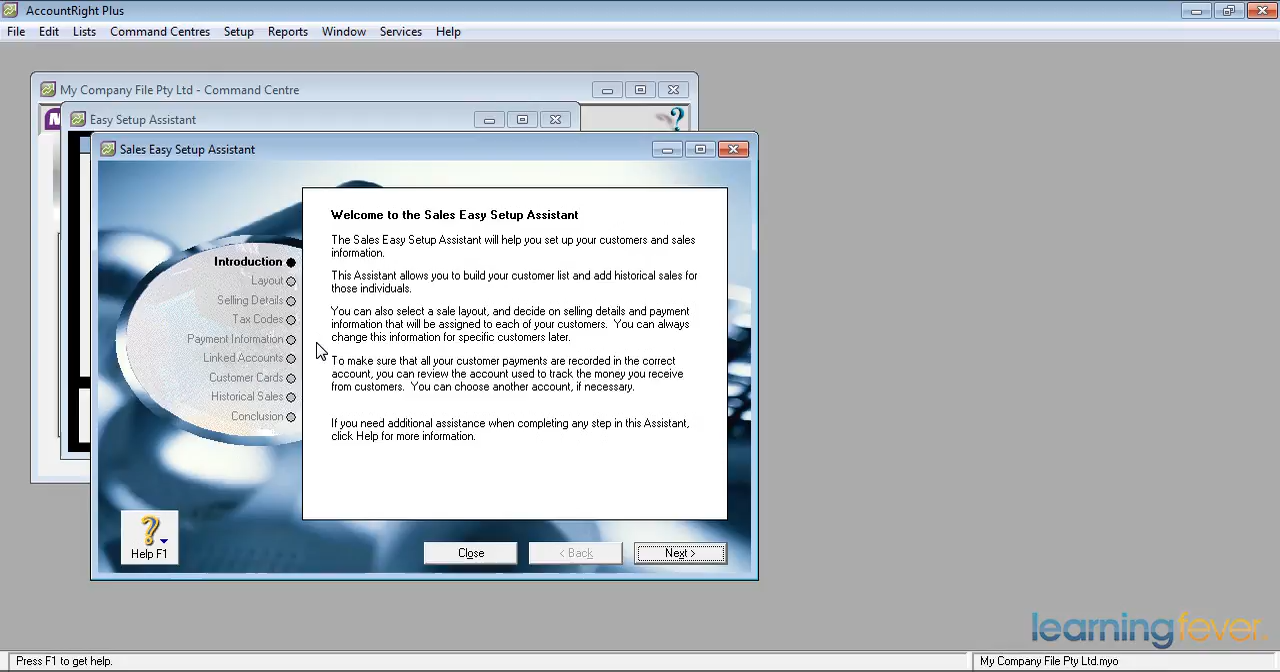 AccountRight Plus
File Edit Lists Command Centres Setup Reports Window Services Help
My Company File Pty Ltd - Command Centre
Easy Setup Assistant
Sales Easy Setup Assistant
Welcome to the Sales Easy Setup Assistant
The Sales Easy Setup Assistant will help you set up your customers and sales
information.
This Assistant allows you to build your customer list and add historical sales for
those individuals.
You can also select a sale layout, and decide on selling details and payment
information that will be assigned to each of your customers. You can always
change this information for specific customers later.
To make sure that all your customer payments are recorded in the correct
account, you can review the account used to track the money you receive
from customers. You can choose another account, if necessary.
If you need additional assistance when completing any step in this Assistant,
click Help for more information.
Introduction
Layout
Selling Details
Tax Codes
Payment Information
Linked Accounts
Customer Cards
Historical Sales
Conclusion
Help F1
Close
< Back
Next >
learningfever
Press F1 to get help.
My Company File Pty Ltd.myo